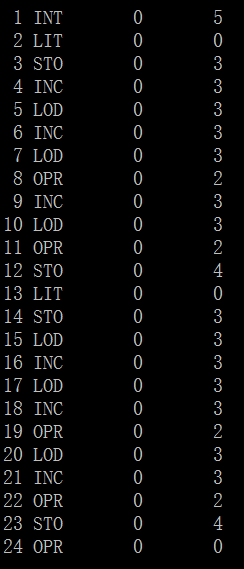 1 INT 0 5
2 LIT 0 0
3 STO 0 3
4 INC 0 3
5 LOD 0 3
6 INC 0 3
7 LOD 0 3
8 OPR 0 2
9 INC 0 3
10 LOD 0 3
11 OPR 0 2
12 STO 0 4
13 LIT 0 0
14 STO 0 3
15 LOD 0 3
16 INC 0 3
17 LOD 0 3
18 INC 0 3
19 OPR 0 2
20 LOD 0 3
21 INC 0 3
22 OPR 0 2
23 STO 0 4
24 OPR 0 0